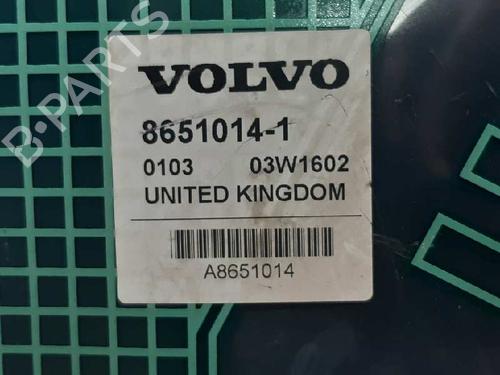 B-PARTS
VOLVO
8651014-1
0103 03W1602
UNITED KINGDOM
A8651014